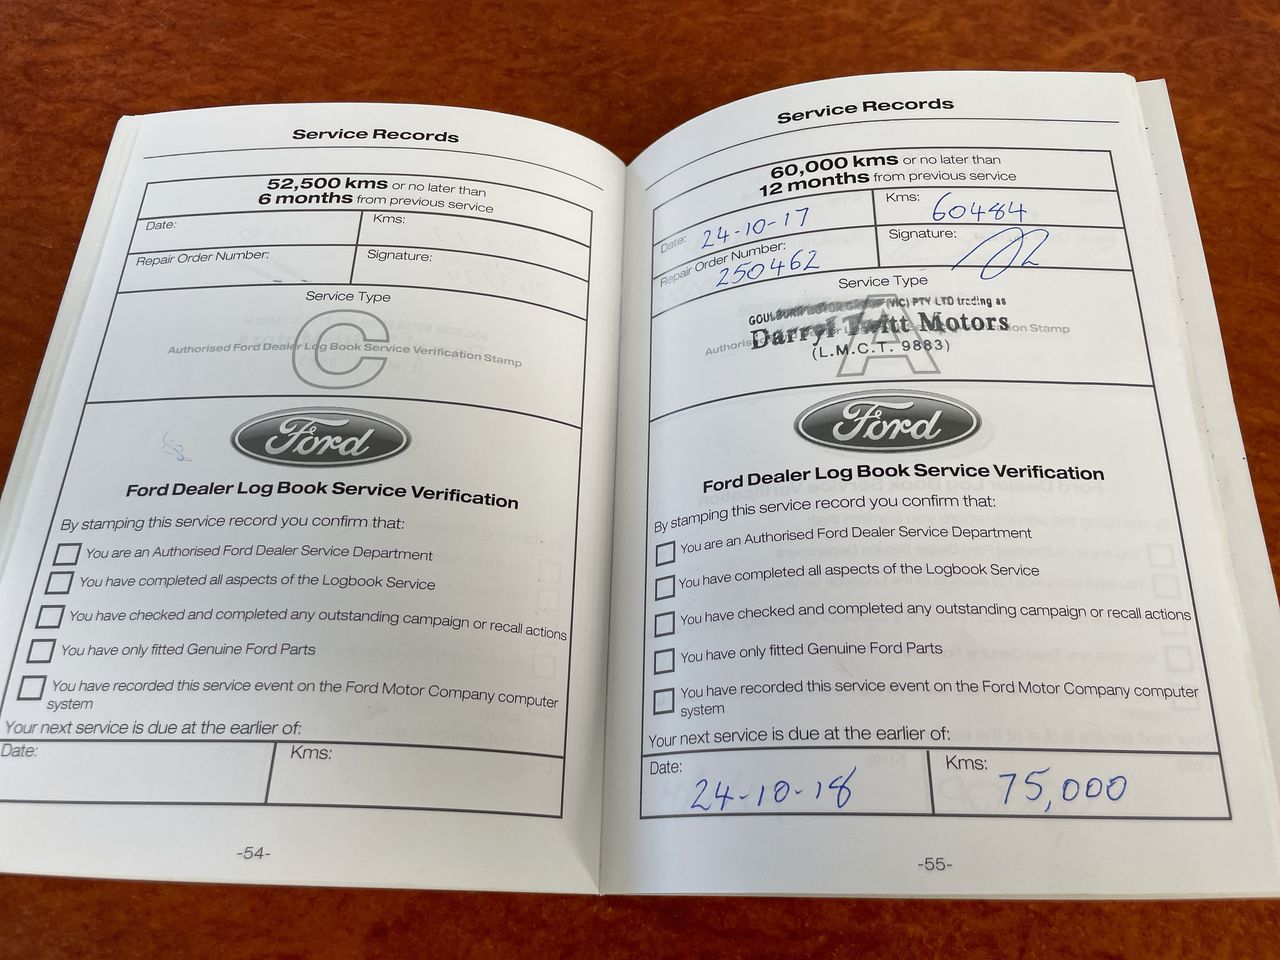 Service Records
52,500 kms or no later than
6 months from previous service
Date:
Kms:
Repair Order Number:
Signature:
Service Type
C
Authorised Ford Dealer Log Book Service Verification Stamp
Ford
Ford Dealer Log Book Service Verification
By stamping this service record you confirm that:
You are an Authorised Ford Dealer Service Department
You have completed all aspects of the Logbook Service
You have checked and completed any outstanding campaign or recall actions
You have only fitted Genuine Ford Parts
You have recorded this service event on the Ford Motor Company computer
system
Your next service is due at the earlier of:
Date:
Kms:
-54-
Service Records
60,000 kms or no later than
12 months from previous service
Date: 24-10-17
Kms: 60484
Repair Order Number: 250462
Signature:
Service Type
A
(VIC) PTY LTD trading as
Darryl Motors
(L.M.C.T. 9883)
Ford
Ford Dealer Log Book Service Verification
By stamping this service record you confirm that:
You are an Authorised Ford Dealer Service Department
You have completed all aspects of the Logbook Service
You have checked and completed any outstanding campaign or recall actions
You have only fitted Genuine Ford Parts
You have recorded this service event on the Ford Motor Company computer
system
Your next service is due at the earlier of:
Date: 24-10-18
Kms: 75,000
-55-